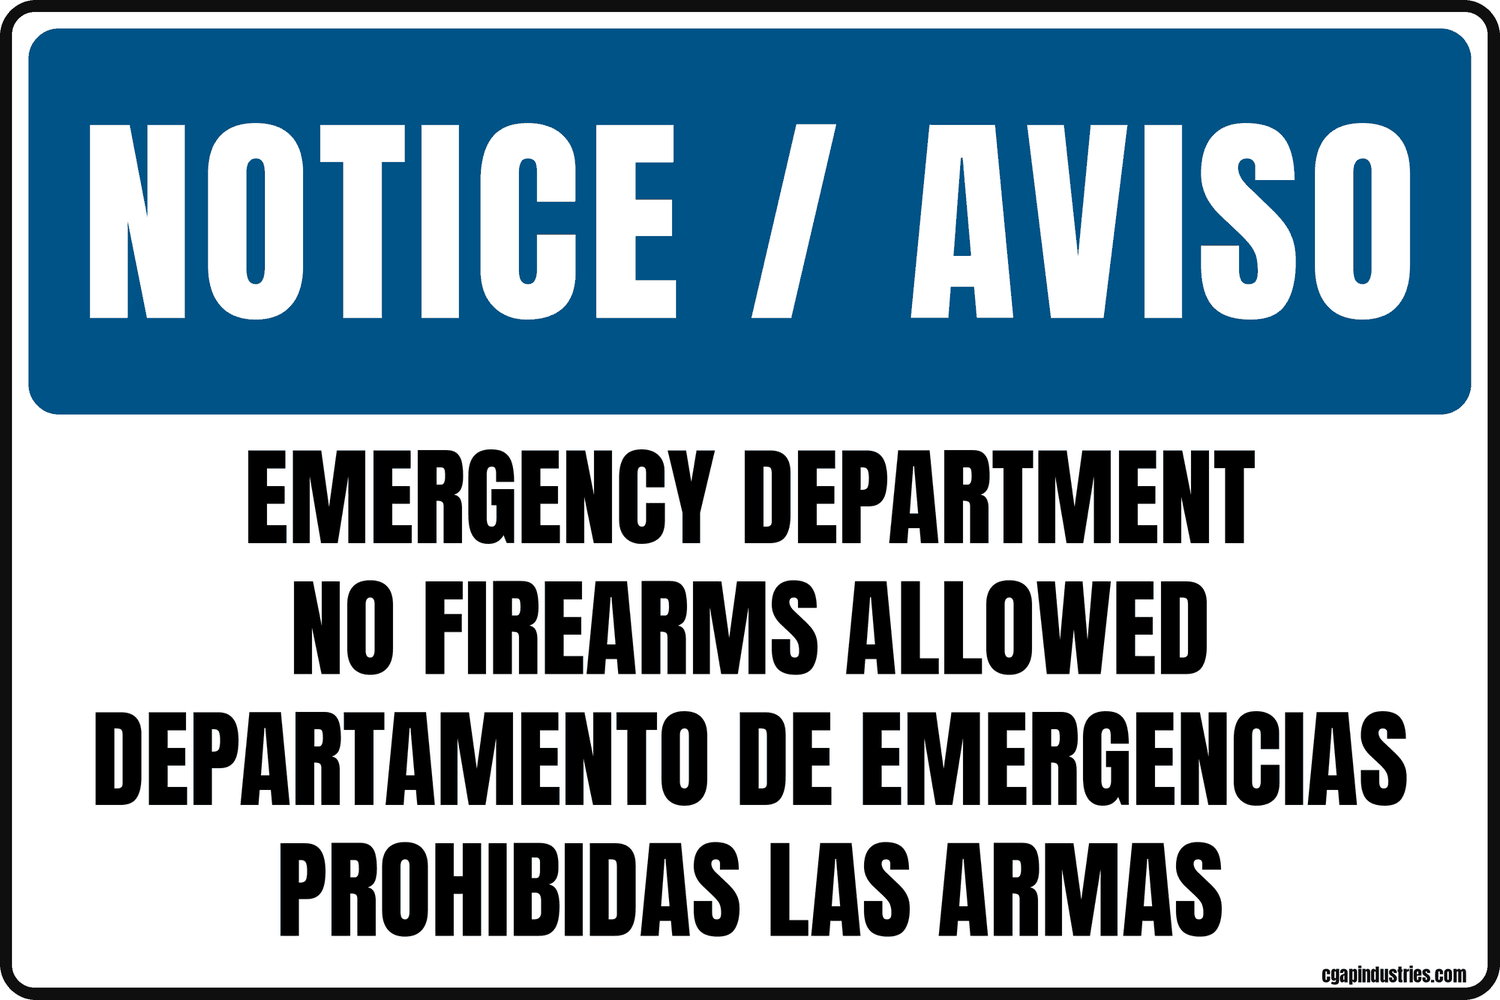 NOTICE / AVISO
EMERGENCY DEPARTMENT
NO FIREARMS ALLOWED
DEPARTAMENTO DE EMERGENCIAS
PROHIBIDAS LAS ARMAS
cgapindustries.com